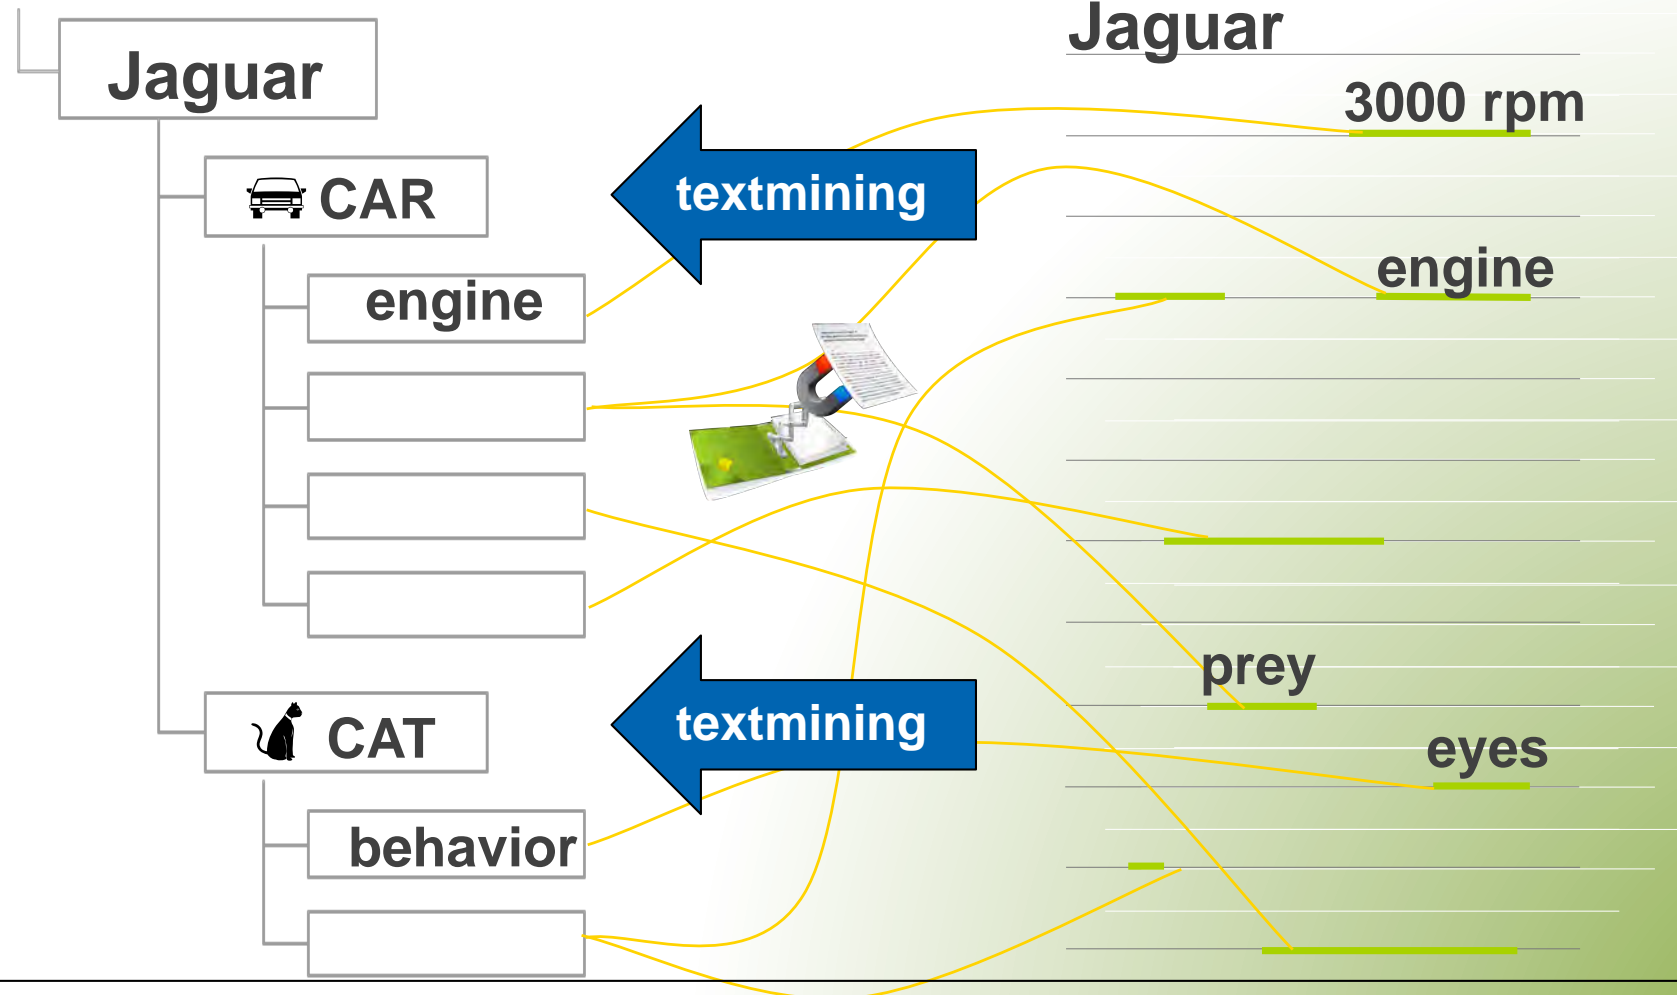 Jaguar
CAR
engine
CAT
behavior
textmining
textmining
Jaguar
3000 rpm
engine
prey
eyes